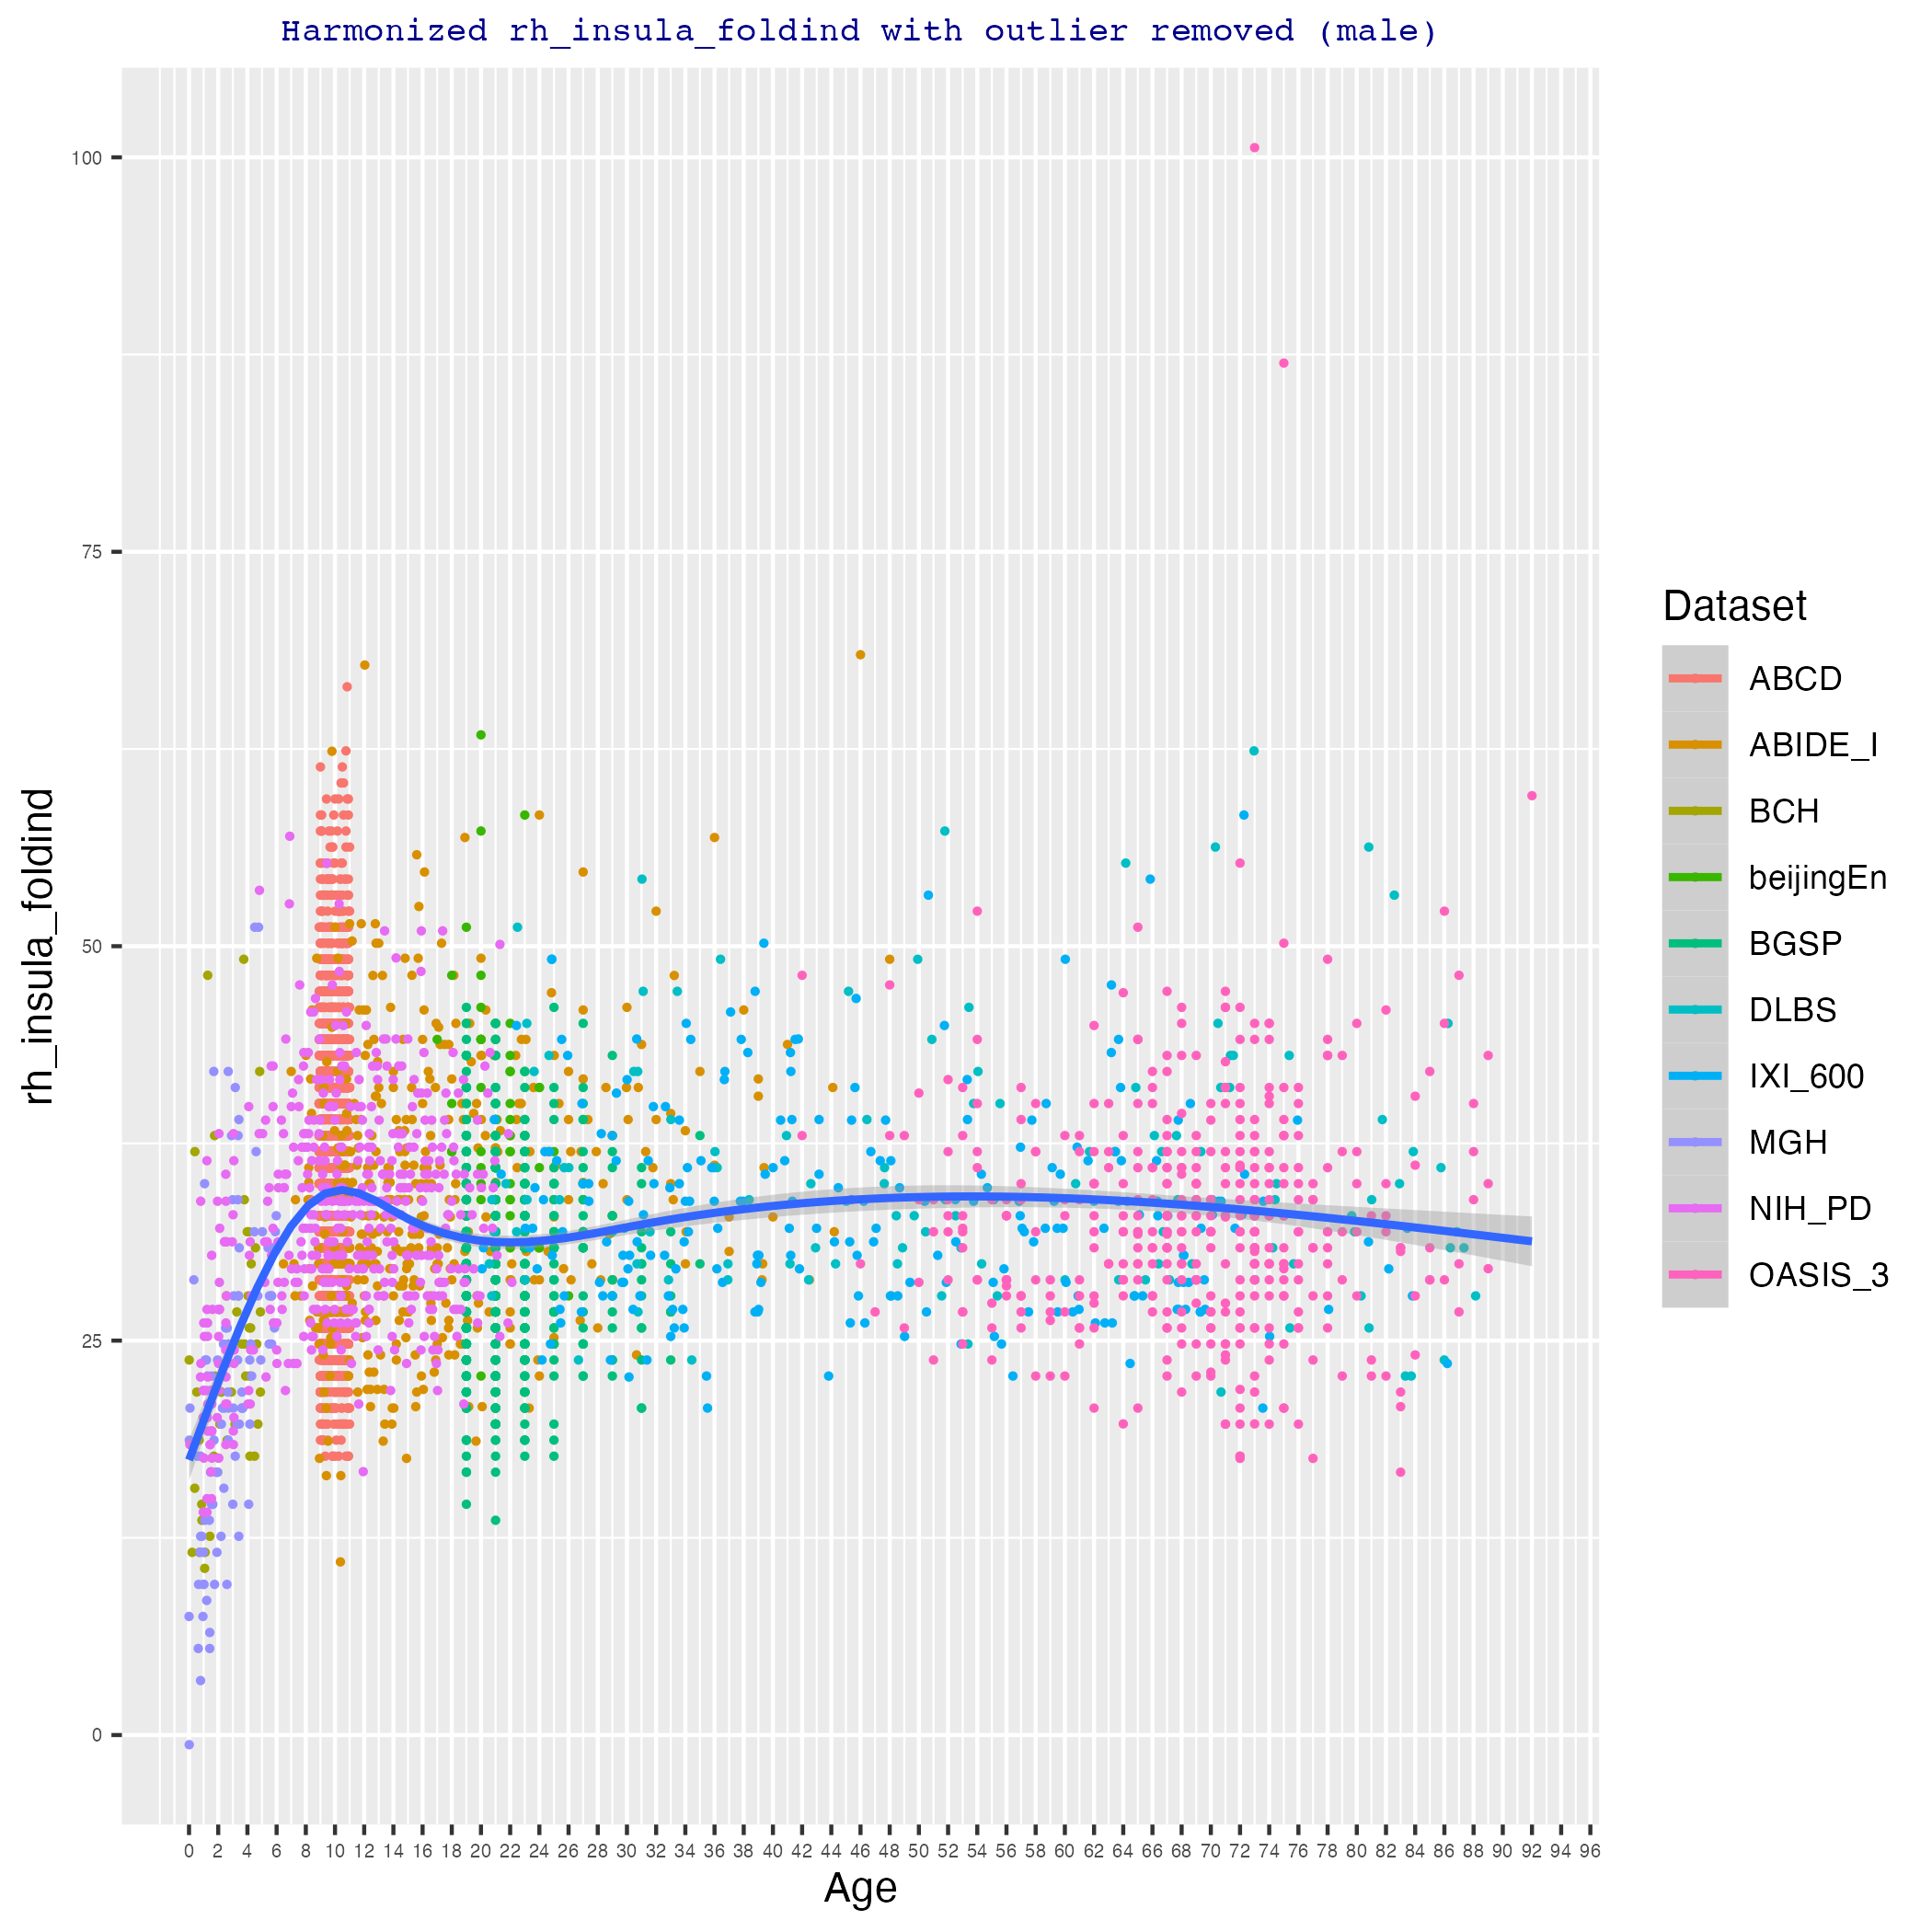 Harmonized rh_insula_foldind with outlier removed (male)
100
75
50
25
0
rh_insula_foldind
0 2 4 6 8 10 12 14 16 18 20 22 24 26 28 30 32 34 36 38 40 42 44 46 48 50 52 54 56 58 60 62 64 66 68 70 72 74 76 78 80 82 84 86 88 90 92 94 96
Age
Dataset
ABCD
ABIDE_I
BCH
beijingEn
BGSP
DLBS
IXI_600
MGH
NIH_PD
OASIS_3